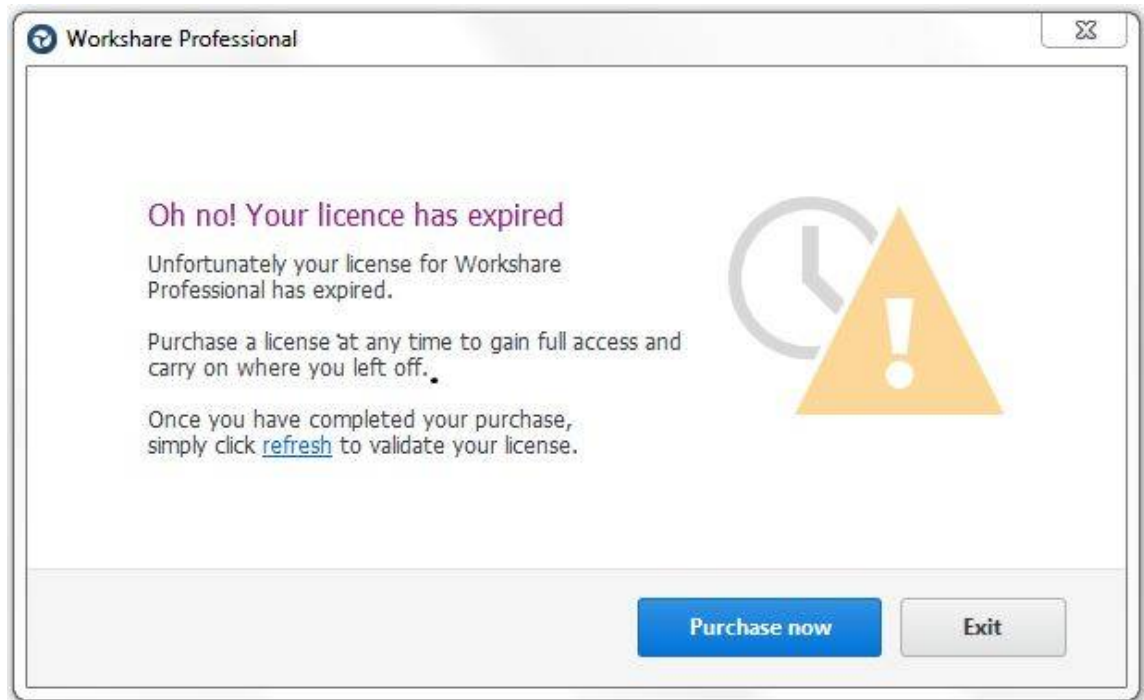 Workshare Professional
Oh no! Your licence has expired
Unfortunately your license for Workshare
Professional has expired.
Purchase a license at any time to gain full access and
carry on where you left off.
Once you have completed your purchase,
simply click refresh to validate your license.
Purchase now
Exit